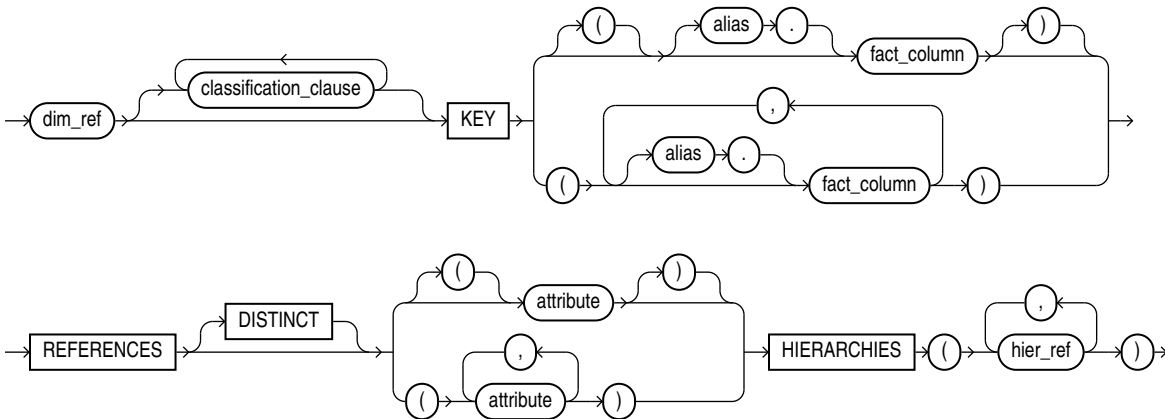 ( alias . )
classification_clause fact_column
dim_ref KEY
,
alias .
( fact_column )
( )
DISTINCT attribute ,
REFERENCES HIERARCHIES ( hier_ref )
,
( attribute )